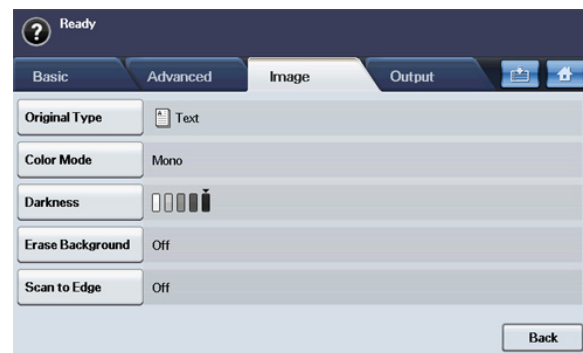 Ready
Basic Advanced Image Output
Original Type Text
Color Mode Mono
Darkness
Erase Background Off
Scan to Edge Off
Back